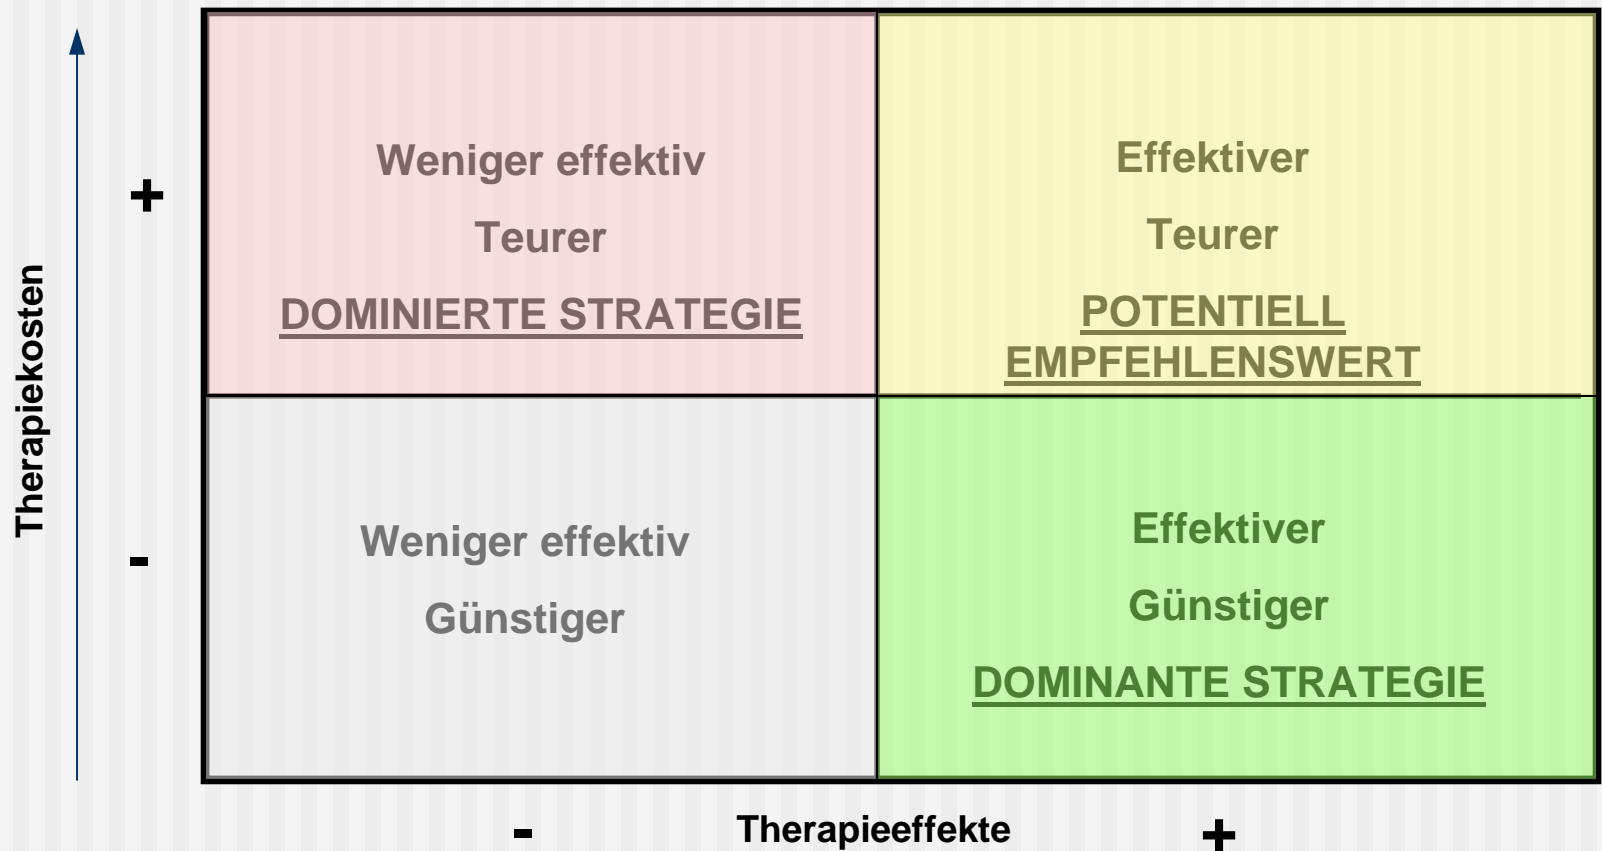 Therapiekosten
+
-
Weniger effektiv
Teurer
DOMINIERTE STRATEGIE
Effektiver
Teurer
POTENTIELL
EMPFEHLENSWERT
Weniger effektiv
Günstiger
Effektiver
Günstiger
DOMINANTE STRATEGIE
- Therapieeffekte +